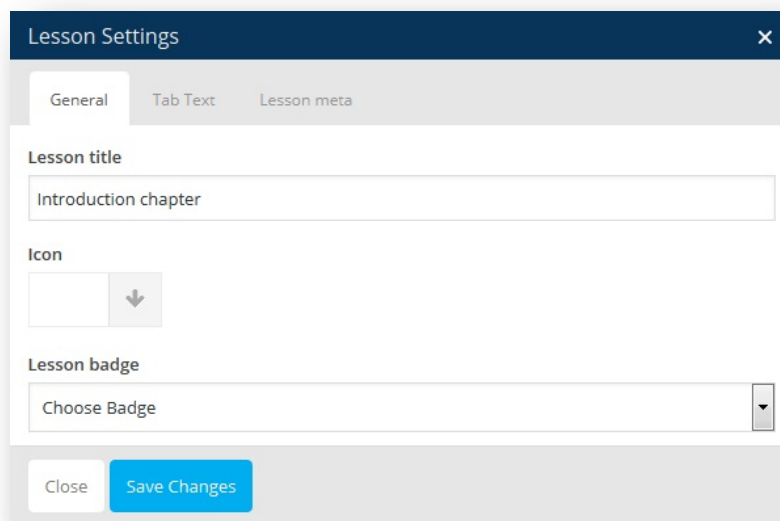 Lesson Settings
General Tab Text Lesson meta
Lesson title
Introduction chapter
Icon
Lesson badge
Choose Badge
Close Save Changes